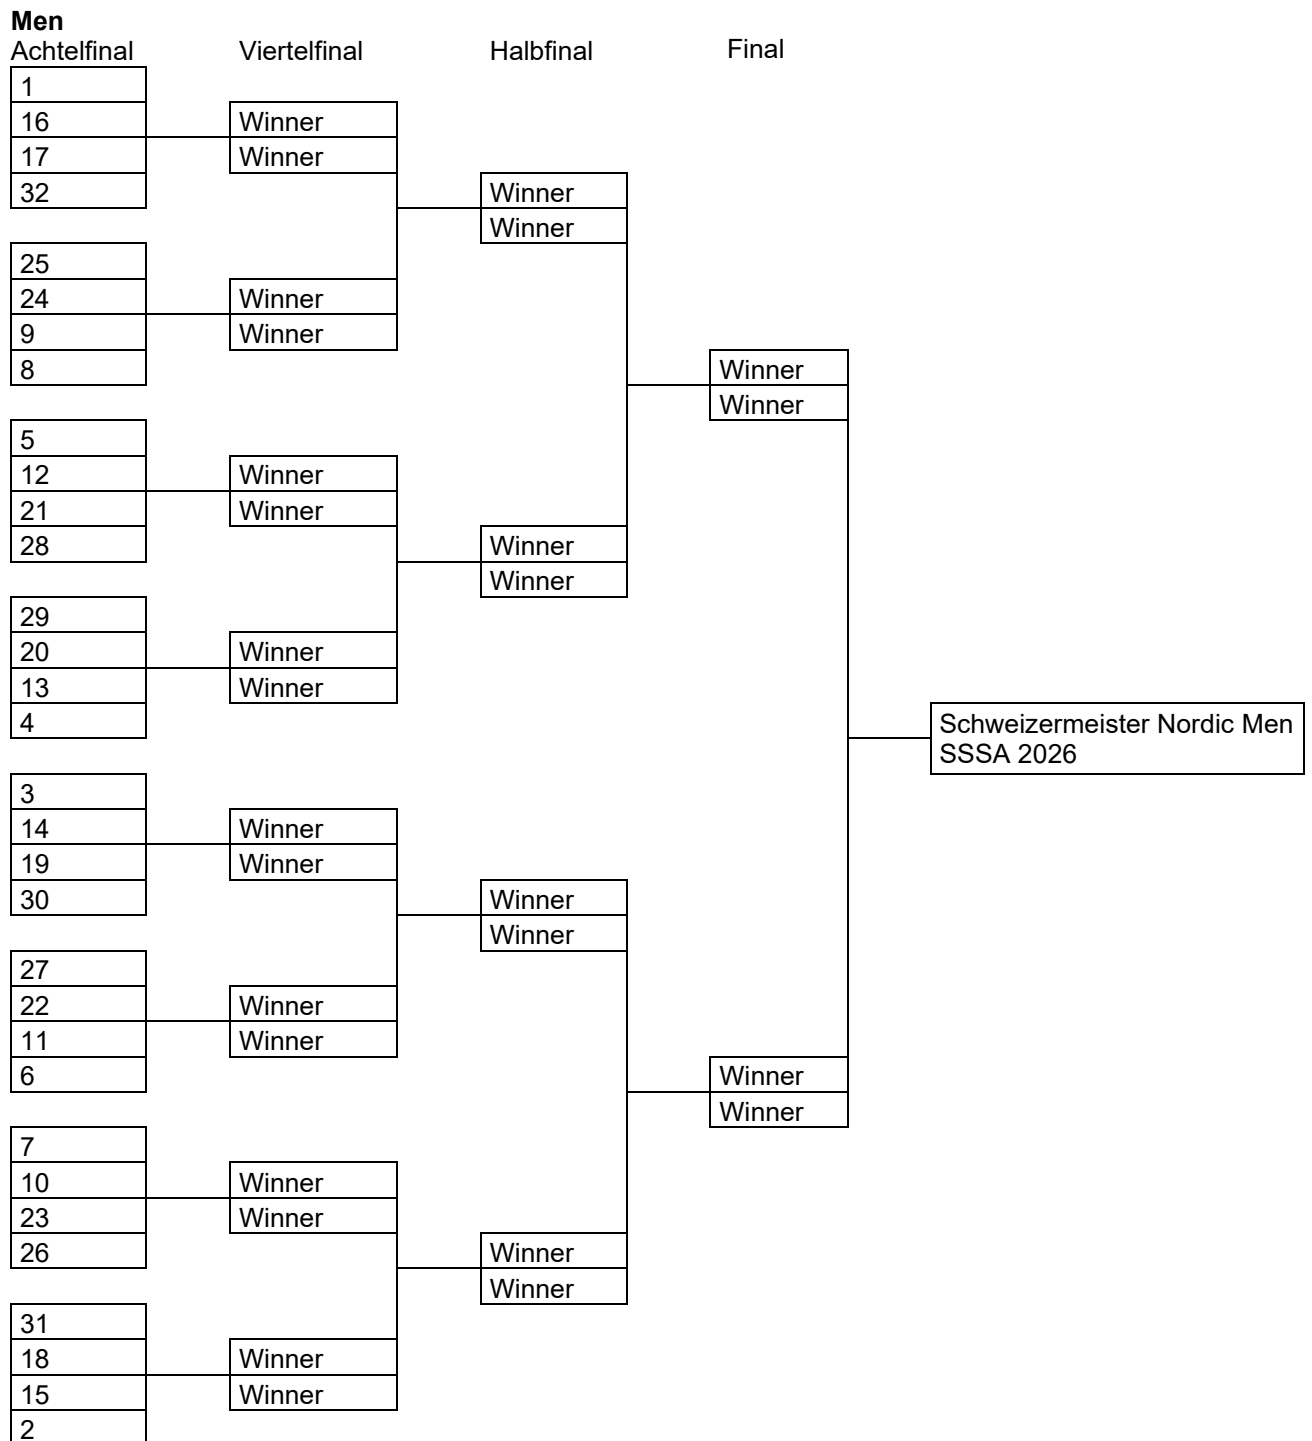 Men
Achtelfinal Viertelfinal Halbfinal Final
1
16 Winner
17 Winner
32 Winner
Winner
25
24 Winner
9 Winner
8 Winner
Winner
5
12 Winner
21 Winner
28 Winner
Winner
29
20 Winner
13 Winner
4 Schweizermeister Nordic Men
SSSA 2026
3
14 Winner
19 Winner
30 Winner
Winner
27
22 Winner
11 Winner
6 Winner
Winner
7
10 Winner
23 Winner
26 Winner
Winner
31
18 Winner
15 Winner
2